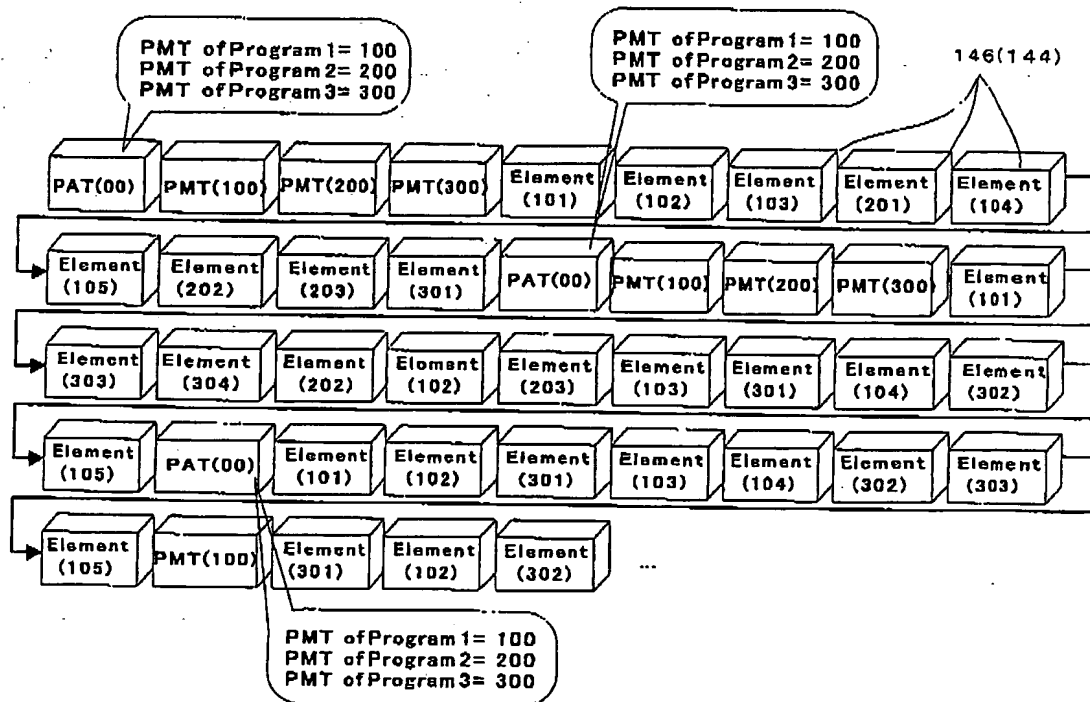 PMT of Program 1= 100
PMT of Program 2= 200
PMT of Program 3= 300
PMT of Program 1= 100
PMT of Program 2= 200
PMT of Program 3= 300
146(144)
PAT(00)
PMT(100)
PMT(200)
PMT(300)
Element
(101)
Element
(102)
Element
(103)
Element
(201)
Element
(104)
Element
(105)
Element
(202)
Element
(203)
Element
(301)
PAT(00)
PMT(100)
PMT(200)
PMT(300)
Element
(101)
Element
(303)
Element
(304)
Element
(202)
Element
(102)
Element
(203)
Element
(103)
Element
(301)
Element
(104)
Element
(302)
Element
(105)
PAT(00)
Element
(101)
Element
(102)
Element
(301)
Element
(103)
Element
(104)
Element
(302)
Element
(303)
Element
(105)
PMT(100)
Element
(301)
Element
(102)
Element
(302)
...
PMT of Program 1= 100
PMT of Program 2= 200
PMT of Program 3= 300